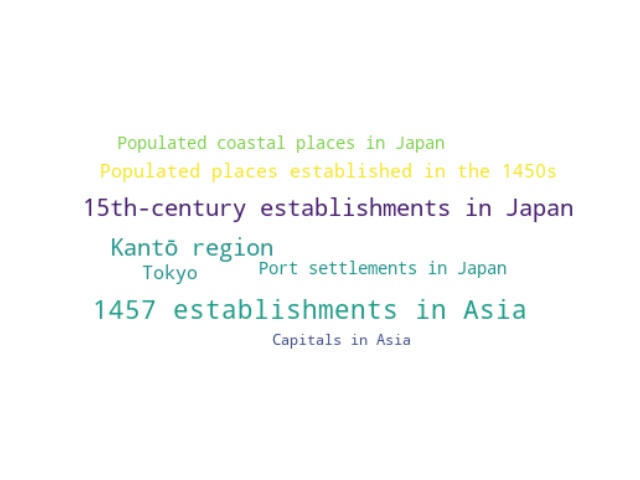 Populated coastal places in Japan
Populated places established in the 1450s
15th-century establishments in Japan
Kantō region
Tokyo
Port settlements in Japan
1457 establishments in Asia
Capitals in Asia